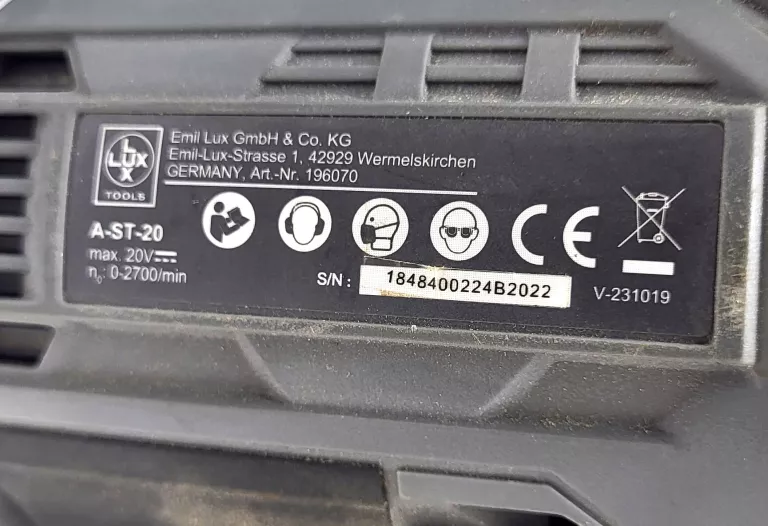 LUX
TOOLS
Emil Lux GmbH & Co. KG
Emil-Lux-Strasse 1, 42929 Wermelskirchen
GERMANY, Art.-Nr. 196070
A-ST-20
max. 20V⎓
n₀: 0-2700/min
CE
S/N : 1848400224B2022
V-231019